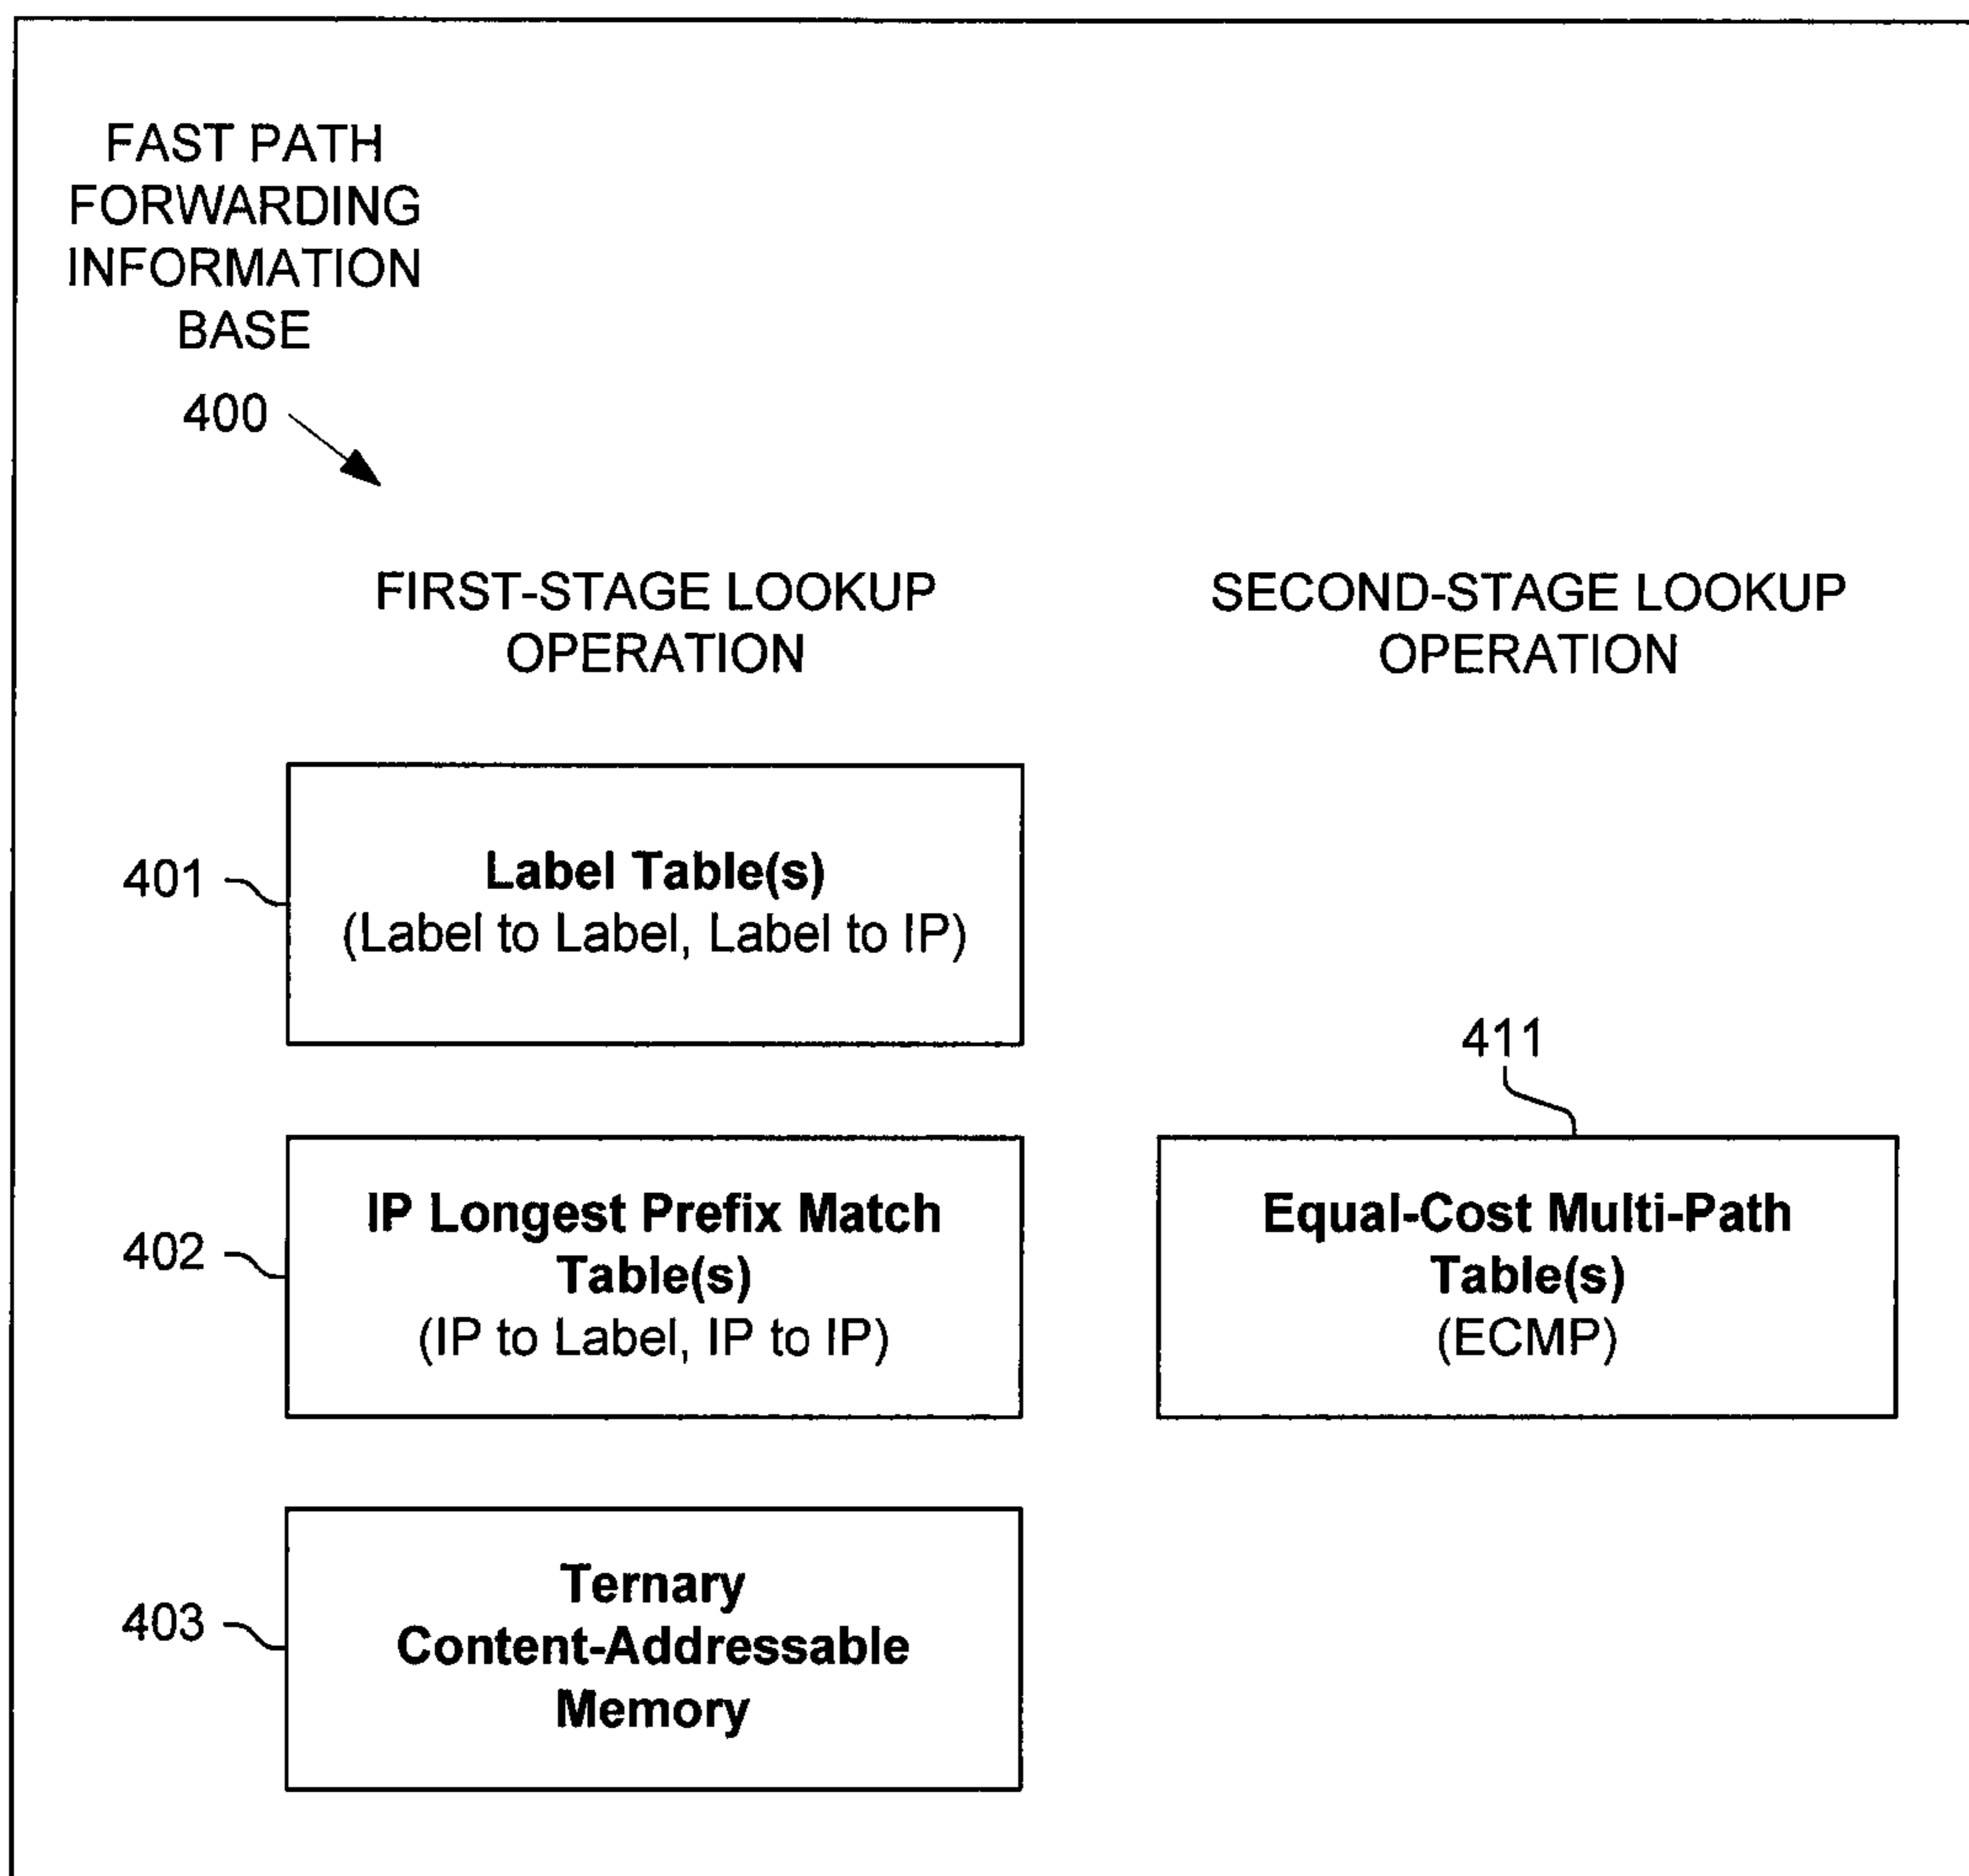 FAST PATH
FORWARDING
INFORMATION
BASE
400
FIRST-STAGE LOOKUP
OPERATION
SECOND-STAGE LOOKUP
OPERATION
401
Label Table(s)
(Label to Label, Label to IP)
411
402
IP Longest Prefix Match
Table(s)
(IP to Label, IP to IP)
Equal-Cost Multi-Path
Table(s)
(ECMP)
403
Ternary
Content-Addressable
Memory